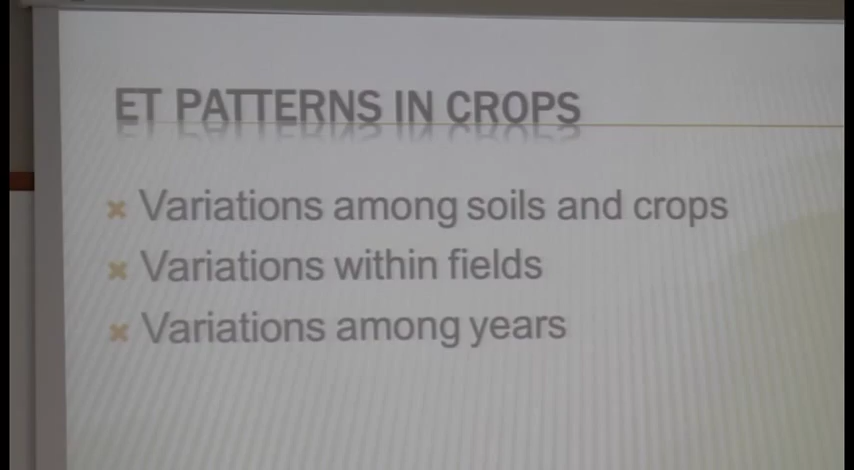 ET PATTERNS IN CROPS
Variations among soils and crops
Variations within fields
Variations among years